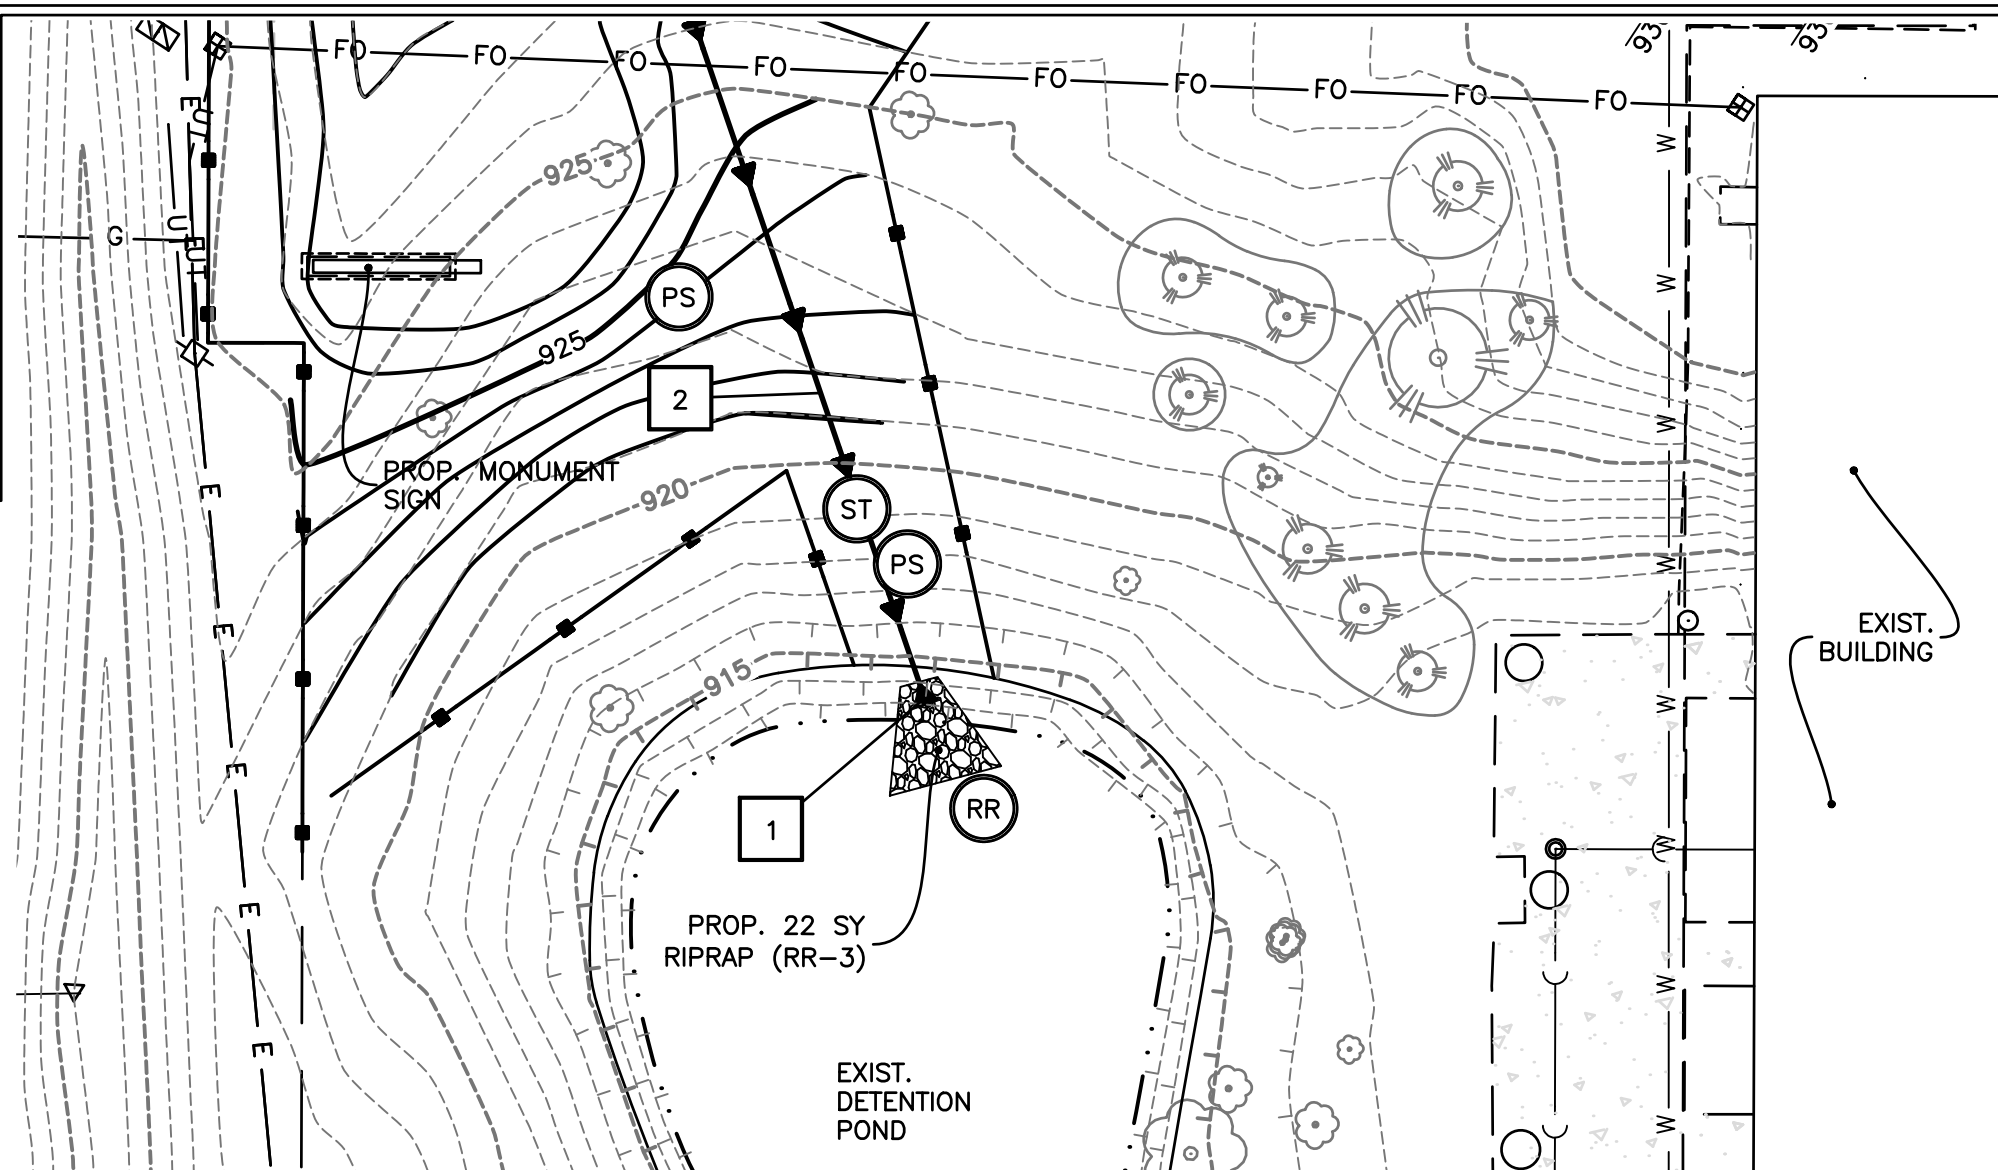 93
93
FO FO FO FO FO FO FO FO FO FO
E
UT
W
925
U
UT
G
E
W
PS
925
2
W
PROP. MONUMENT
SIGN
920
E
ST
PS
W
EXIST.
BUILDING
E
915
W
E
1
RR
W
E
PROP. 22 SY
RIPRAP (RR-3)
W
E
EXIST.
DETENTION
POND
W